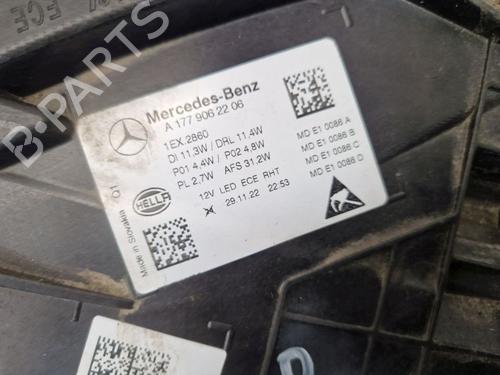 ECE
B-PARTS
Mercedes-Benz
A 177 906 22 06
1EX.2860
DI 11.3W / DRL 11.4W
P01 4.4W / P02 4.8W
PL 2.7W AFS 31.2W
12V LED ECE RHT
29.11.22 22:53
MD E1 0086 A
MD E1 0086 B
MD E1 0086 C
MD E1 0086 D
HELLA
Made in Slovakia